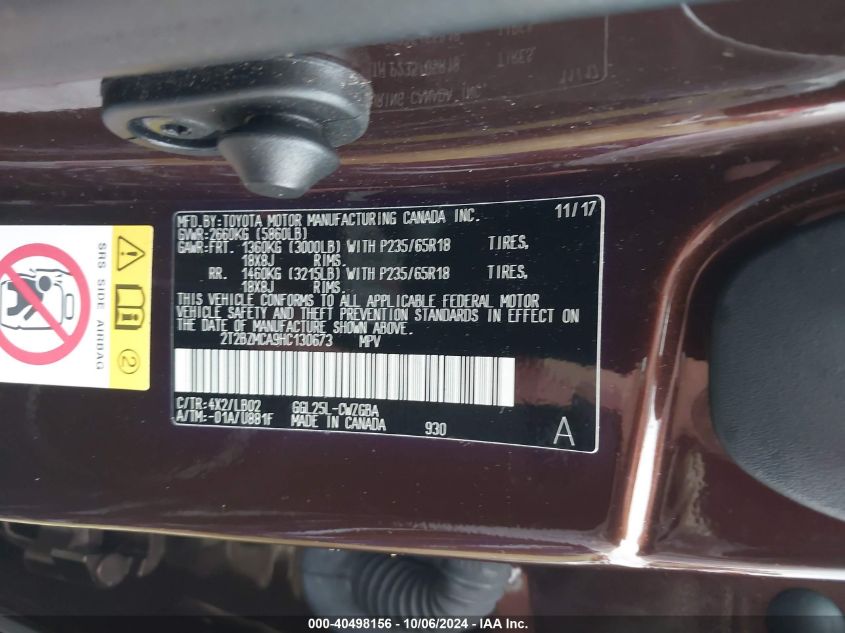 MFD.BY:TOYOTA MOTOR MANUFACTURING CANADA INC. 11/17
GVWR:2660KG (5860LB)
GAWR:FRT. 1360KG (3000LB) WITH P235/65R18 TIRES,
18X8J RIMS.
RR. 1460KG (3215LB) WITH P235/65R18 TIRES,
18X8J RIMS.
THIS VEHICLE CONFORMS TO ALL APPLICABLE FEDERAL MOTOR
VEHICLE SAFETY AND THEFT PREVENTION STANDARDS IN EFFECT ON
THE DATE OF MANUFACTURE SHOWN ABOVE.
2T2BZMCA9HC130673 MPV
C/TR:4X2/LB02 GGL25L-CWZGBA
A/TM:-01A/U881F MADE IN CANADA 930 A
SRS SIDE AIRBAG
2
000-40498156 - 10/06/2024 - IAA Inc.